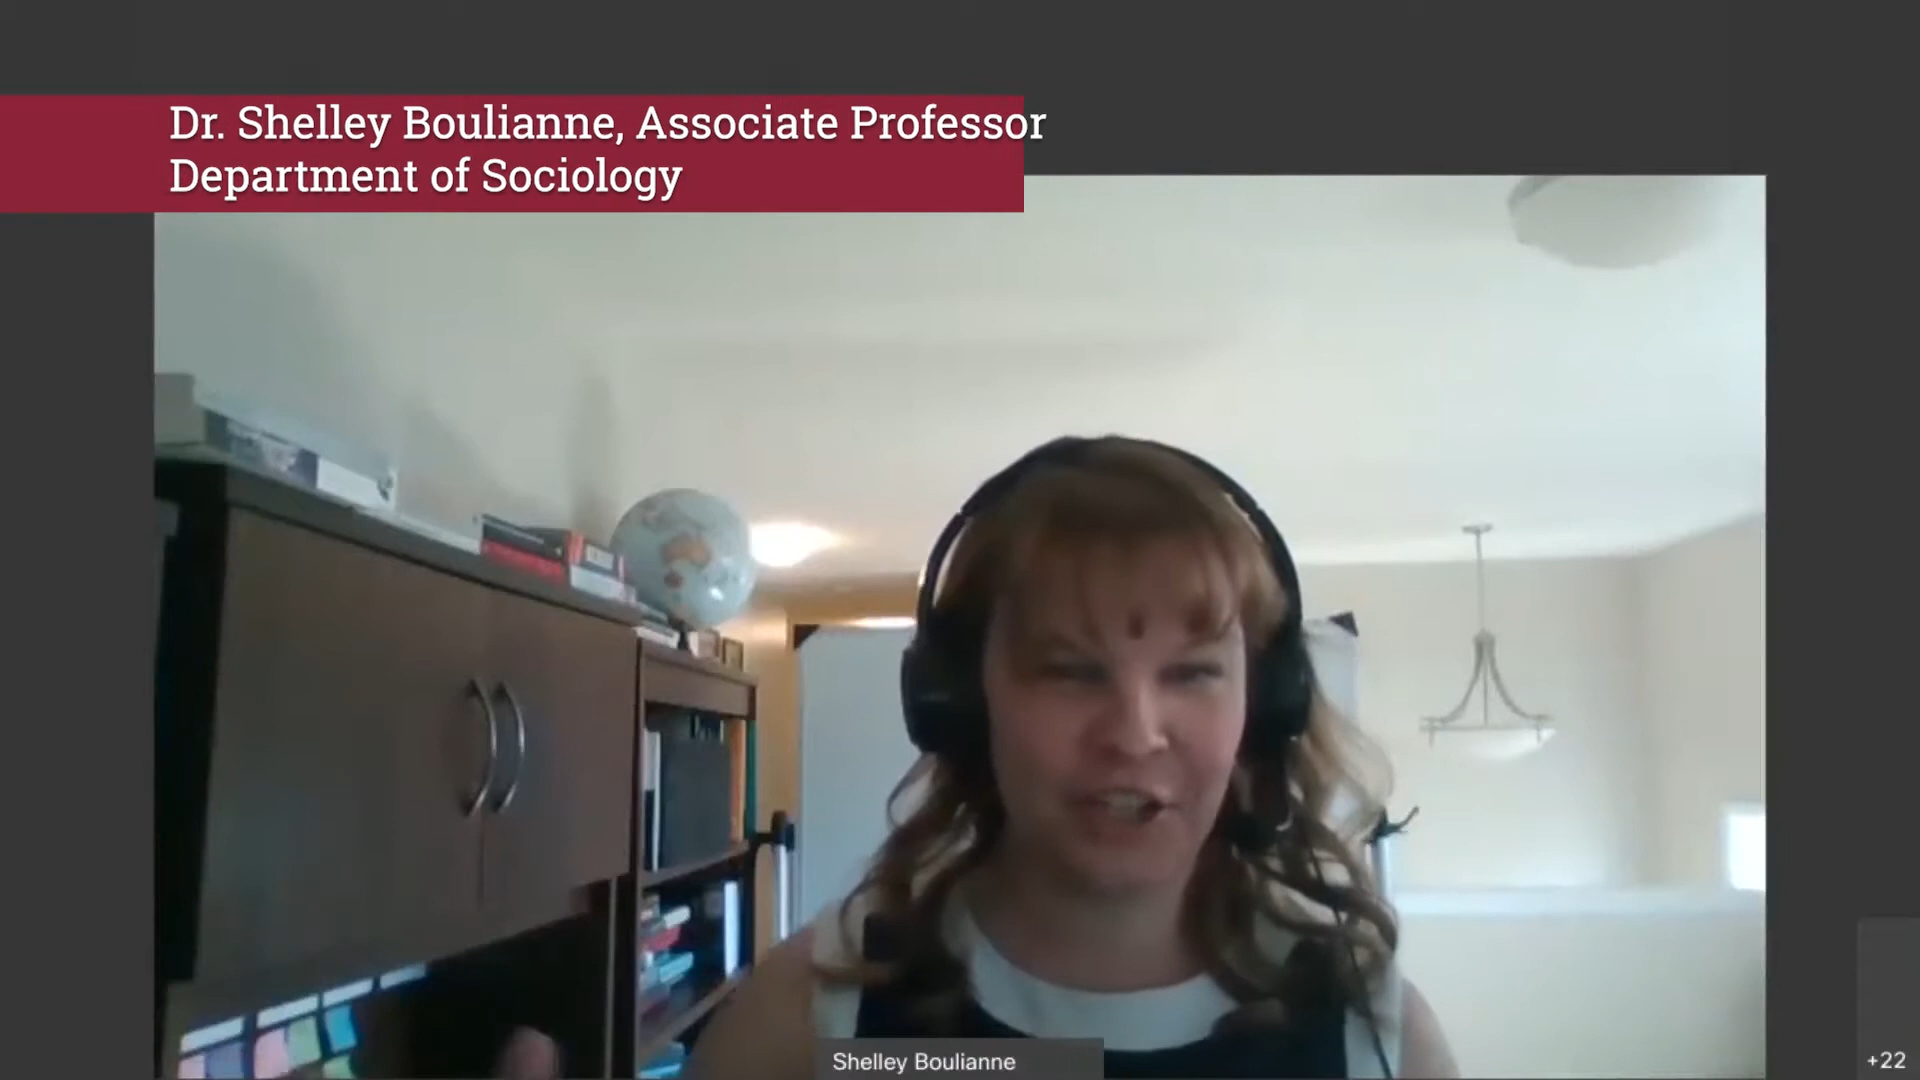 Dr. Shelley Boulianne, Associate Professor
Department of Sociology
Shelley Boulianne
+22